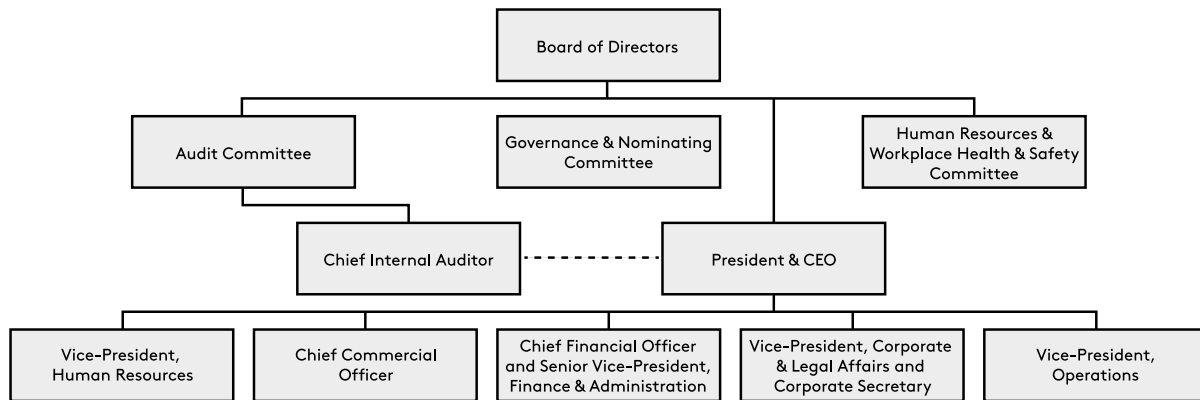 Board of Directors
Audit Committee
Governance & Nominating
Committee
Human Resources &
Workplace Health & Safety
Committee
Chief Internal Auditor
President & CEO
Vice-President,
Human Resources
Chief Commercial
Officer
Chief Financial Officer
and Senior Vice-President,
Finance & Administration
Vice-President, Corporate
& Legal Affairs and
Corporate Secretary
Vice-President,
Operations